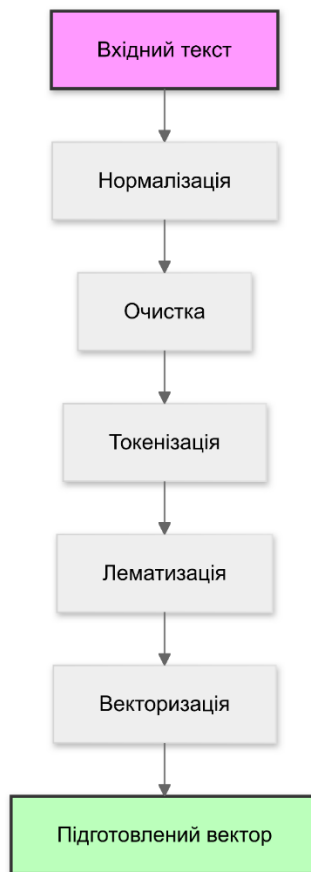 Вхідний текст
Нормалізація
Очистка
Токенізація
Лематизація
Векторизація
Підготовлений вектор